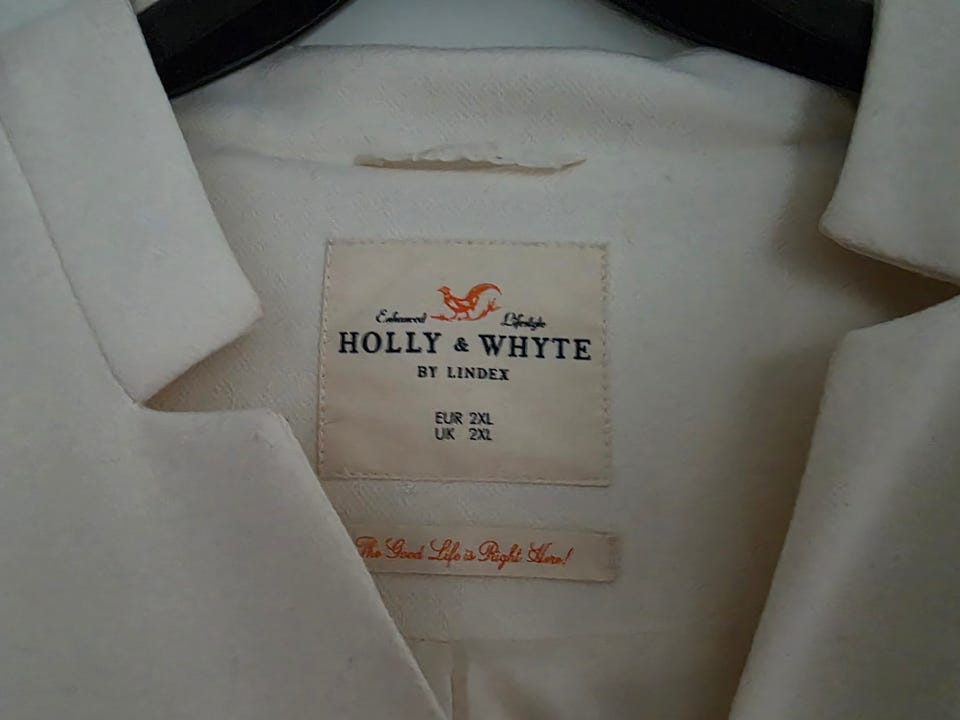 Enhanced Lifestyle
HOLLY & WHYTE
BY LINDEX
EUR 2XL
UK 2XL
The Good Life is Right Here!